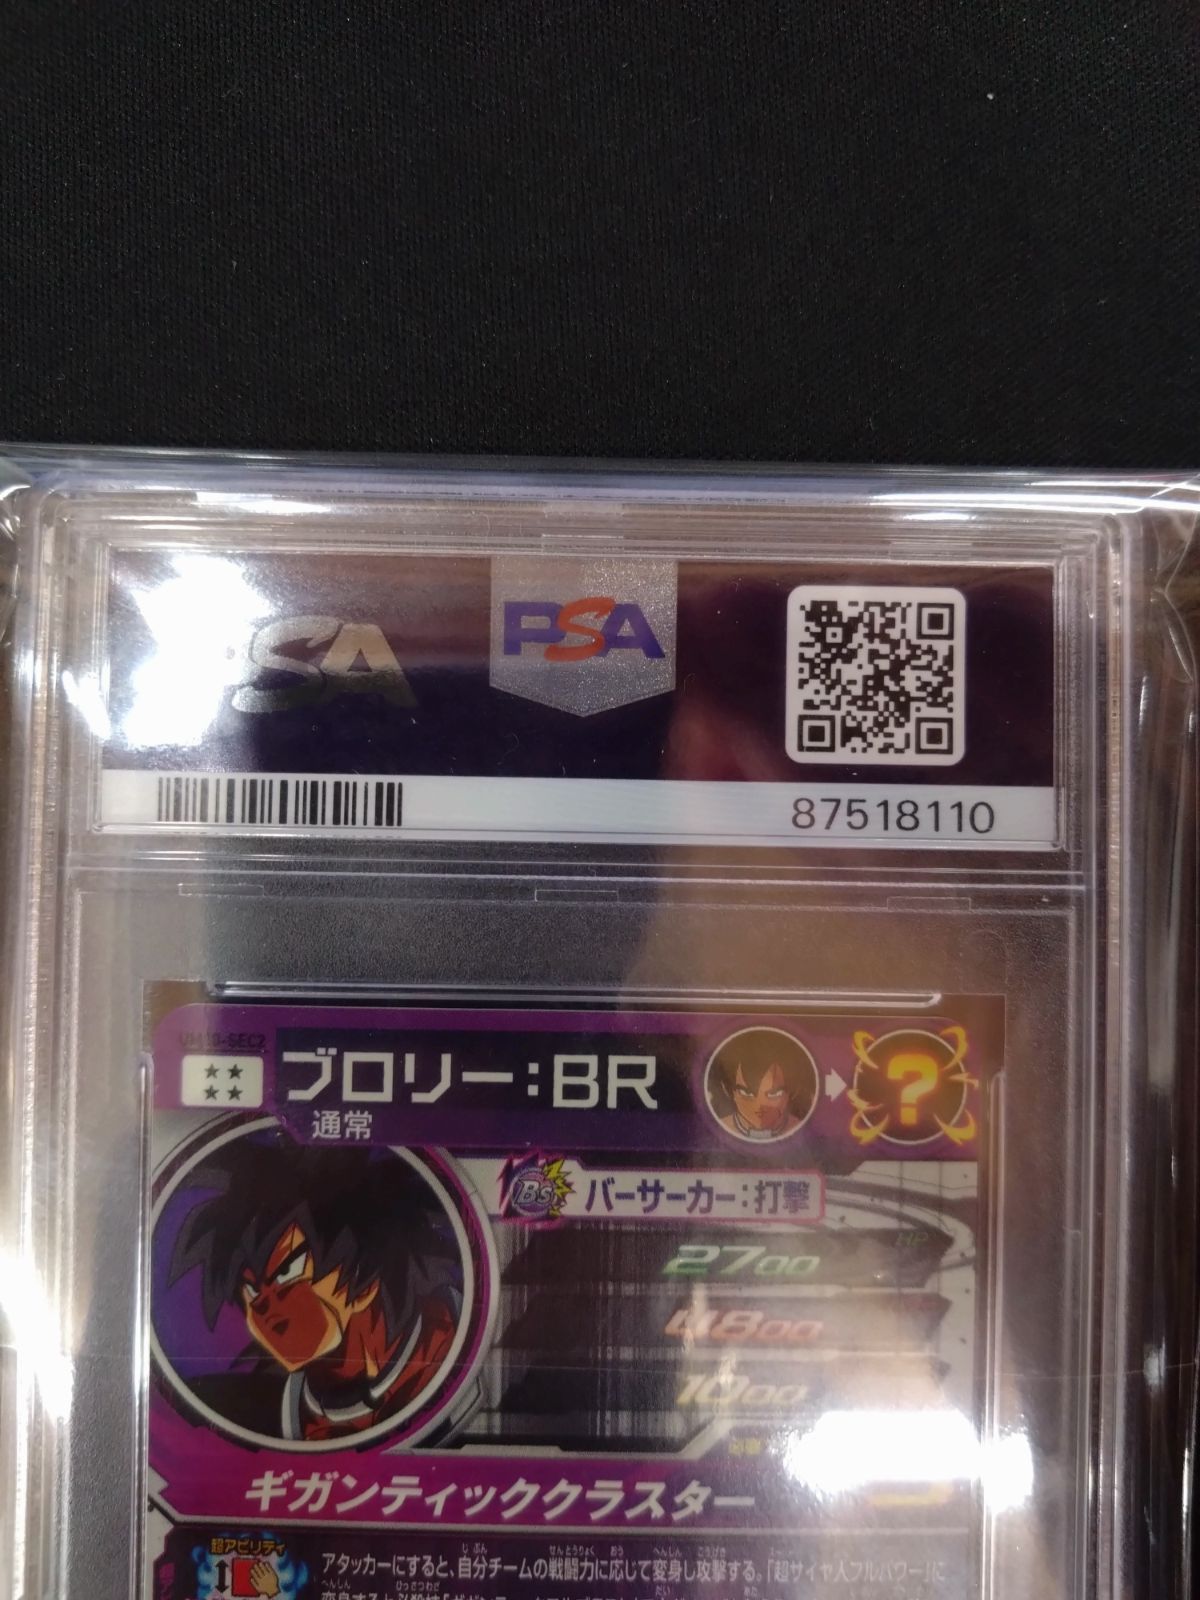 PSA
PSA
87518110
UM10-SEC2
ブロリー:BR
通常
Bs
バーサーカー:打撃
HP
2700
4800
1000
ギガンティッククラスター
超アビリティ
アタッカーにすると、自分チームの戦闘力に応じて変身し攻撃する。「超サイヤ人フルパワー」に